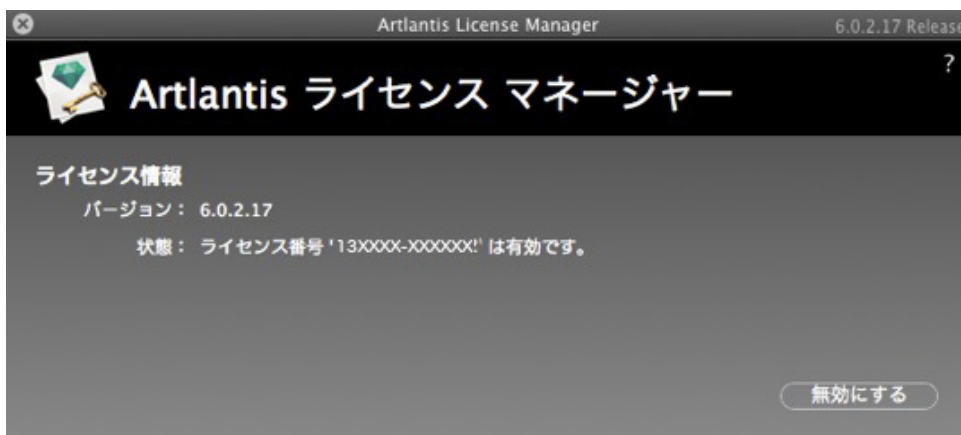 Artlantis License Manager
6.0.2.17 Release
?
Artlantis ライセンス マネージャー
ライセンス情報
バージョン： 6.0.2.17
状態： ライセンス番号 '13XXXX-XXXXXX!' は有効です。
無効にする